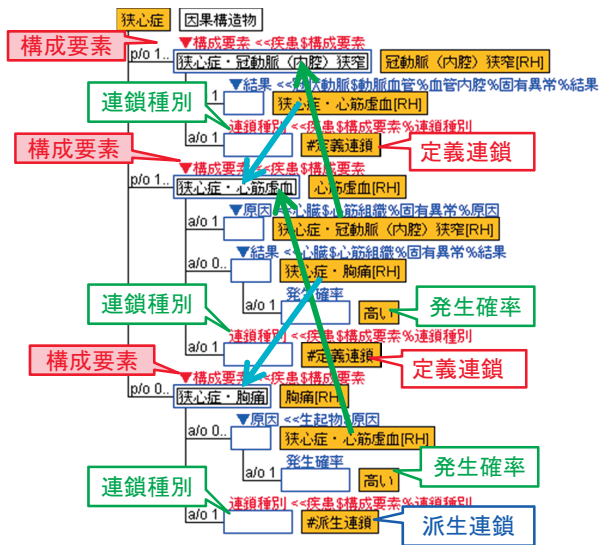 狭心症 因果構造物
構成要素 ▼構成要素 <<疾患$構成要素
p/o 1.. 狭心症・冠動脈〈内腔〉狭窄 冠動脈〈内腔〉狭窄[RH]
連鎖種別 ▼結果 $動脈血管%血管内腔%固有異常%結果
1 狭心症・心筋虚血[RH]
連鎖種別 <<疾患$構成要素%連鎖種別
構成要素 a/o 1 #定義連鎖 定義連鎖
▼構成要素 <<疾患$構成要素
p/o 1.. 狭心症・心筋虚血 心筋虚血[RH]
▼原因 <<心臓$心筋組織%固有異常%原因
a/o 1 狭心症・冠動脈〈内腔〉狭窄[RH]
▼結果 <<心臓$心筋組織%固有異常%結果
a/o 0.. 狭心症・胸痛[RH]
連鎖種別 発生確率 発生確率
a/o 1 高い
連鎖種別 <<疾患$構成要素%連鎖種別
構成要素 a/o 1 #定義連鎖 定義連鎖
▼構成要素 <<疾患$構成要素
p/o 0.. 狭心症・胸痛 胸痛[RH]
▼原因 <<生起物 原因
a/o 0.. 狭心症・心筋虚血[RH]
連鎖種別 発生確率 発生確率
a/o 1 高い
連鎖種別 <<疾患$構成要素%連鎖種別
a/o 1 #派生連鎖 派生連鎖